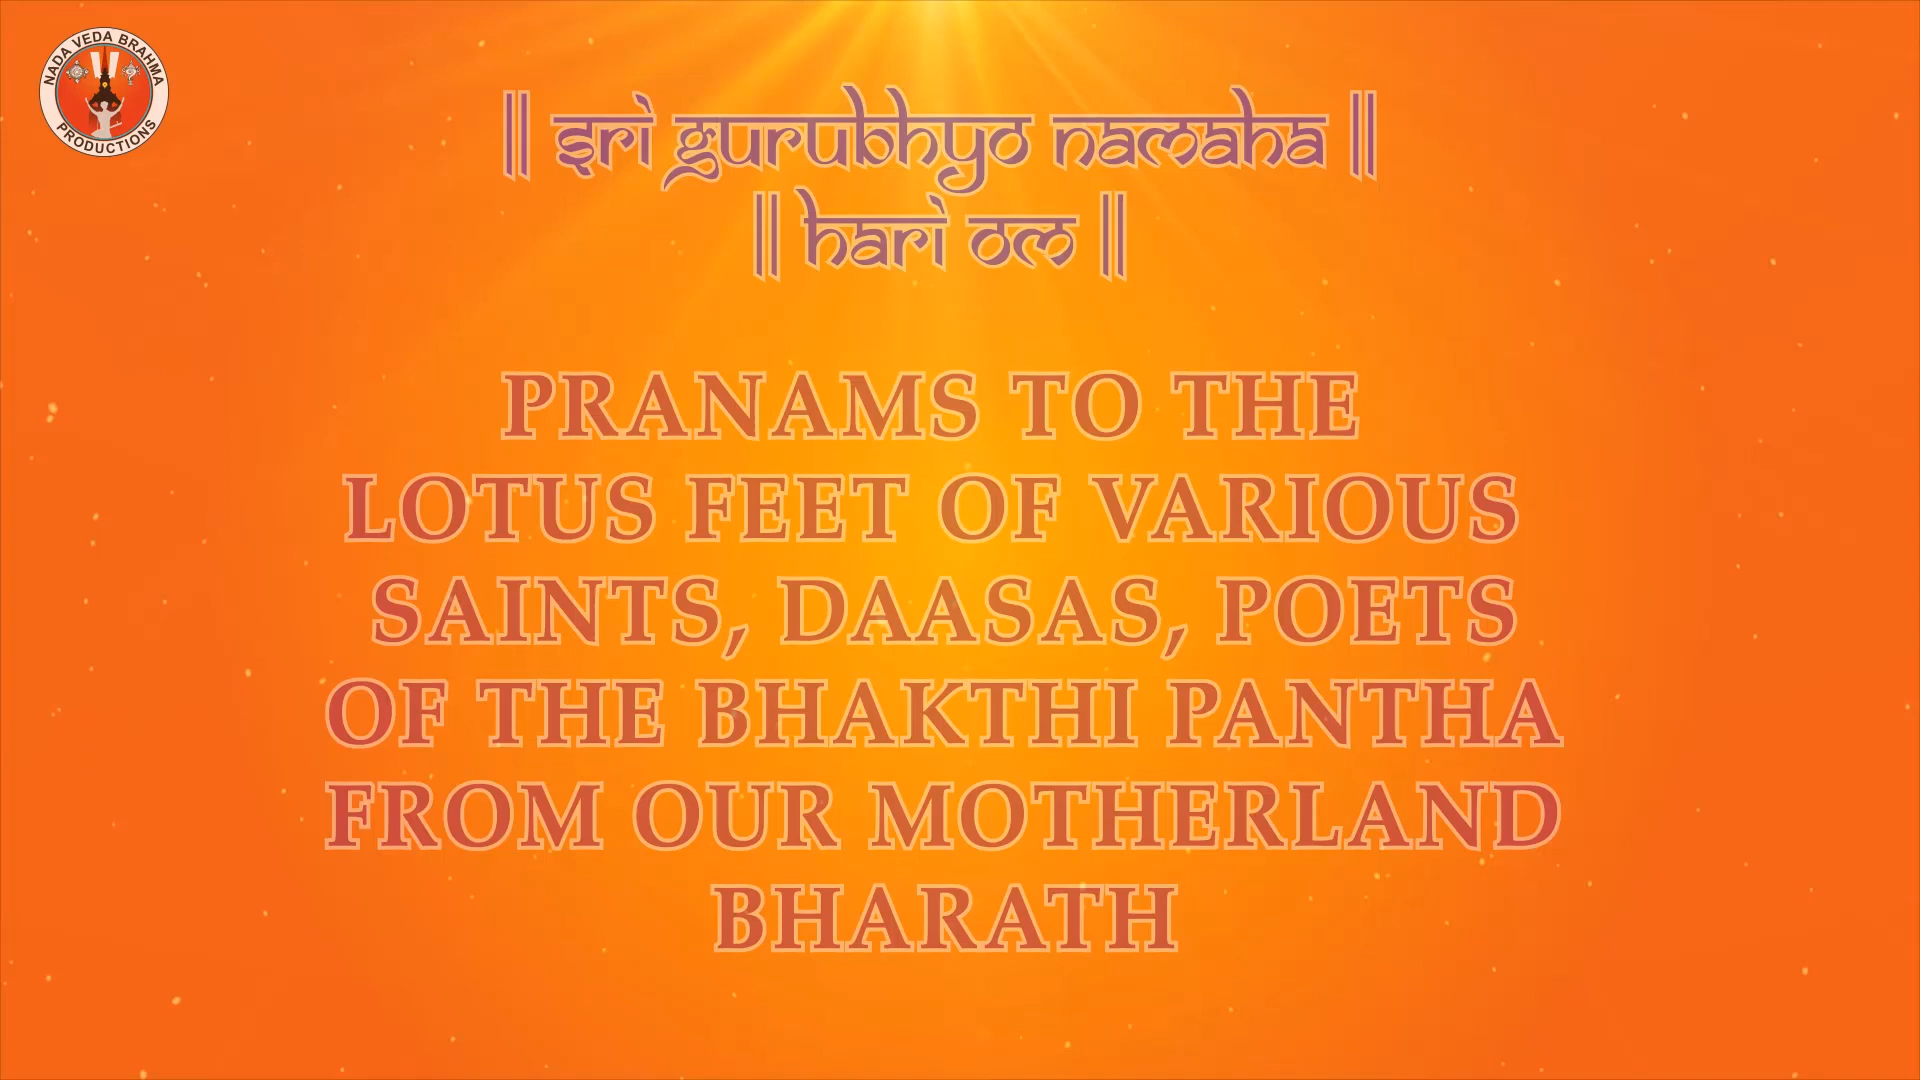 NADA VEDA BRAHMA
PRODUCTIONS
|| sri gurubhyo namaha ||
|| hari om ||
PRANAMS TO THE
LOTUS FEET OF VARIOUS
SAINTS, DAASAS, POETS
OF THE BHAKTHI PANTHA
FROM OUR MOTHERLAND
BHARATH